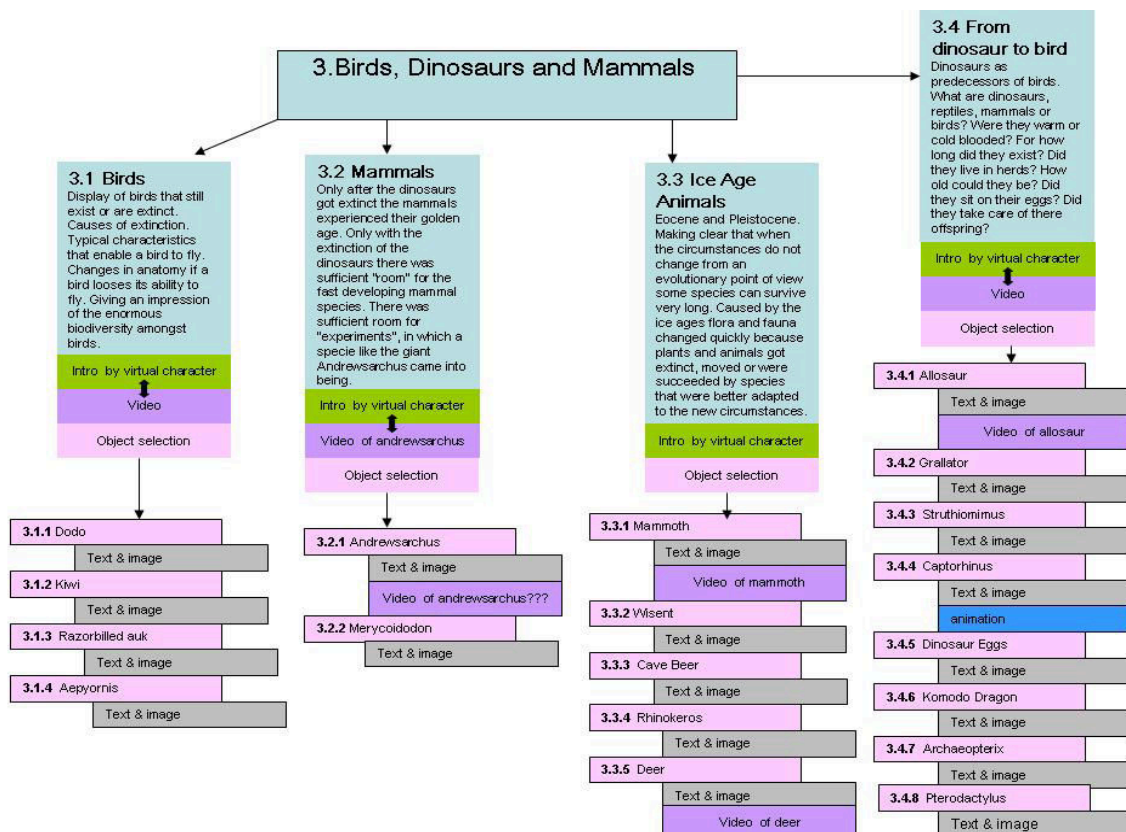 3.Birds, Dinosaurs and Mammals
3.1 Birds
Display of birds that still
exist or are extinct.
Causes of extinction.
Typical characteristics
that enable a bird to fly.
Changes in anatomy if a
bird looses its ability to
fly. Giving an impression
of the enormous
biodiversity amongst
birds.
Intro by virtual character
Video
Object selection
3.1.1 Dodo
Text & image
3.1.2 Kiwi
Text & image
3.1.3 Razorbilled auk
Text & image
3.1.4 Aepyornis
Text & image
3.2 Mammals
Only after the dinosaurs
got extinct the mammals
experienced their golden
age. Only with the
extinction of the
dinosaurs there was
sufficient "room" for the
fast developing mammal
species. There was
sufficient room for
"experiments", in which a
specie like the giant
Andrewsarchus came into
being.
Intro by virtual character
Video of andrewsarchus
Object selection
3.2.1 Andrewsarchus
Text & image
Video of andrewsarchus???
3.2.2 Merycoidodon
Text & image
3.3 Ice Age
Animals
Eocene and Pleistocene.
Making clear that when
the circumstances do not
change from an
evolutionary point of view
some species can survive
very long. Caused by the
ice ages flora and fauna
changed quickly because
plants and animals got
extinct, moved or were
succeeded by species
that were better adapted
to the new circumstances.
Intro by virtual character
Object selection
3.3.1 Mammoth
Text & image
Video of mammoth
3.3.2 Wisent
Text & image
3.3.3 Cave Beer
Text & image
3.3.4 Rhinokeros
Text & image
3.3.5 Deer
Text & image
Video of deer
3.4 From
dinosaur to bird
Dinosaurs as
predecessors of birds.
What are dinosaurs,
reptiles, mammals or
birds? Were they warm or
cold blooded? For how
long did they exist? Did
they live in herds? How
old could they be? Did
they sit on their eggs? Did
they take care of there
offspring?
Intro by virtual character
Video
Object selection
3.4.1 Allosaur
Text & image
Video of allosaur
3.4.2 Grallator
Text & image
3.4.3 Struthiomimus
Text & image
3.4.4 Captorhinus
Text & image
animation
3.4.5 Dinosaur Eggs
Text & image
3.4.6 Komodo Dragon
Text & image
3.4.7 Archaeopterix
Text & image
3.4.8 Pterodactylus
Text & image